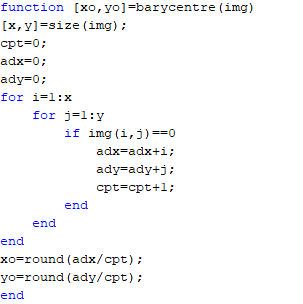 function [xo,yo]=barycentre(img)
[x,y]=size(img);
cpt=0;
adx=0;
ady=0;
for i=1:x
    for j=1:y
        if img(i,j)==0
            adx=adx+i;
            ady=ady+j;
            cpt=cpt+1;
        end
    end
end
xo=round(adx/cpt);
yo=round(ady/cpt);
end